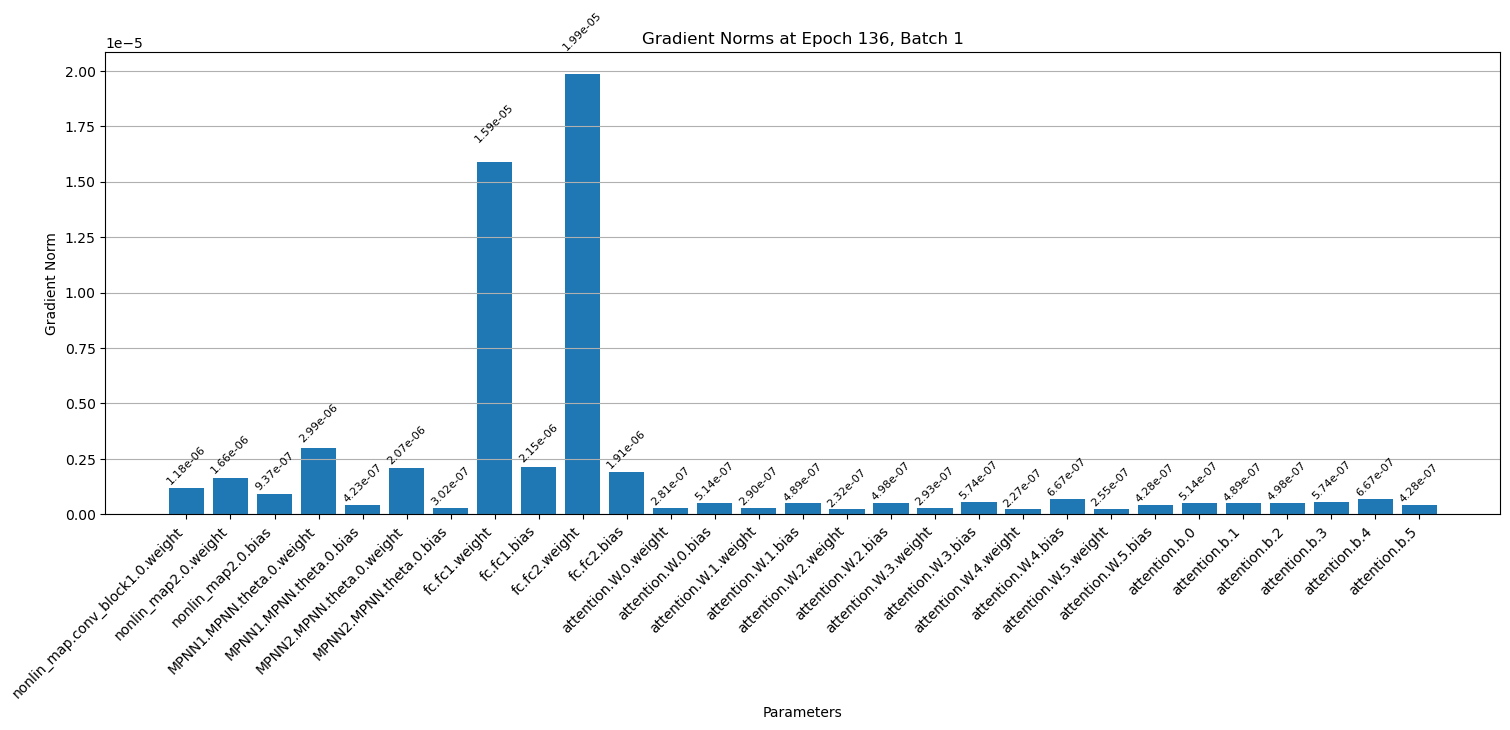 Gradient Norms at Epoch 136, Batch 1
1e−5
2.00
1.75
1.50
1.25
1.00
0.75
0.50
0.25
0.00
Gradient Norm
1.18e-06
1.66e-06
9.37e-07
2.99e-06
4.23e-07
2.07e-06
3.02e-07
1.59e-05
2.15e-06
1.99e-05
1.91e-06
2.81e-07
5.14e-07
2.90e-07
4.89e-07
2.32e-07
4.98e-07
2.93e-07
5.74e-07
2.27e-07
6.67e-07
2.55e-07
4.28e-07
5.14e-07
4.89e-07
4.98e-07
5.74e-07
6.67e-07
4.28e-07
nonlin_map.conv_block1.0.weight
nonlin_map2.0.weight
nonlin_map2.0.bias
MPNN1.MPNN.theta.0.weight
MPNN1.MPNN.theta.0.bias
MPNN2.MPNN.theta.0.weight
MPNN2.MPNN.theta.0.bias
fc.fc1.weight
fc.fc1.bias
fc.fc2.weight
fc.fc2.bias
attention.W.0.weight
attention.W.0.bias
attention.W.1.weight
attention.W.1.bias
attention.W.2.weight
attention.W.2.bias
attention.W.3.weight
attention.W.3.bias
attention.W.4.weight
attention.W.4.bias
attention.W.5.weight
attention.W.5.bias
attention.b.0
attention.b.1
attention.b.2
attention.b.3
attention.b.4
attention.b.5
Parameters